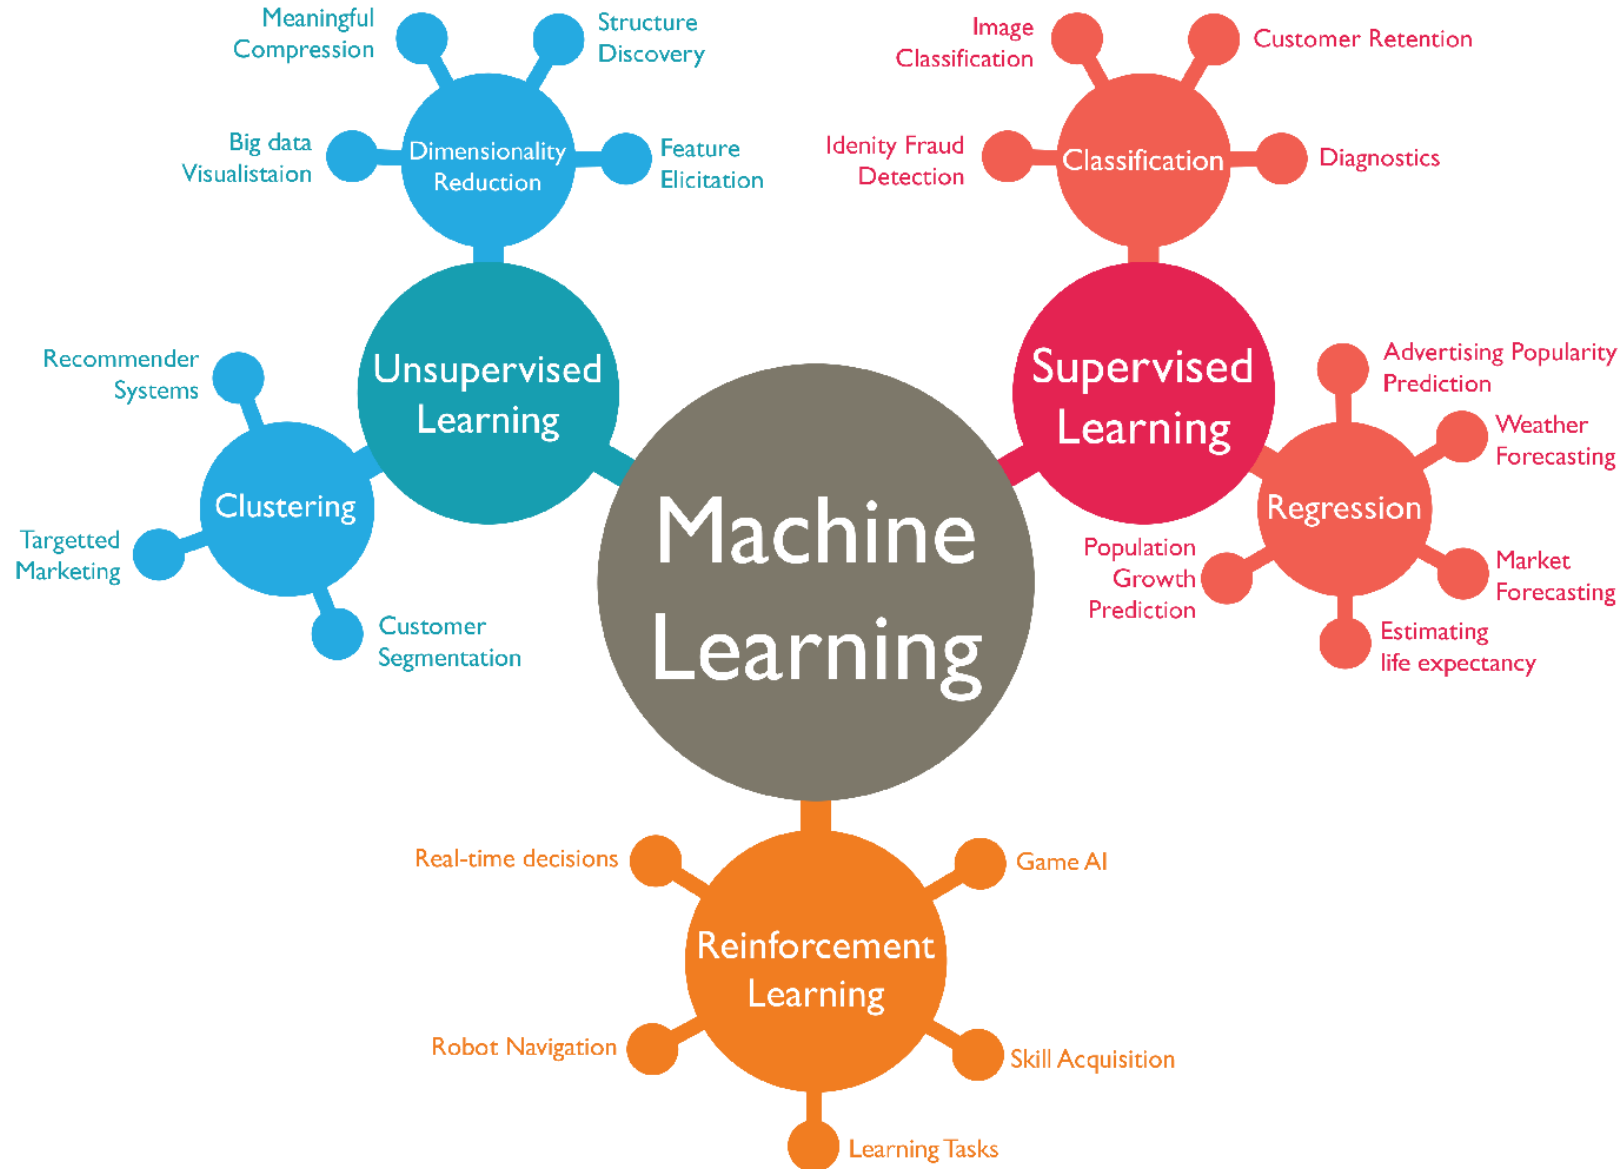 Meaningful
Compression
Structure
Discovery
Big data
Visualistaion
Dimensionality
Reduction
Feature
Elicitation
Image
Classification
Customer Retention
Idenity Fraud
Detection
Classification
Diagnostics
Unsupervised
Learning
Recommender
Systems
Clustering
Targetted
Marketing
Customer
Segmentation
Supervised
Learning
Advertising Popularity
Prediction
Weather
Forecasting
Regression
Population
Growth
Prediction
Market
Forecasting
Estimating
life expectancy
Machine
Learning
Real-time decisions
Game AI
Reinforcement
Learning
Robot Navigation
Skill Acquisition
Learning Tasks